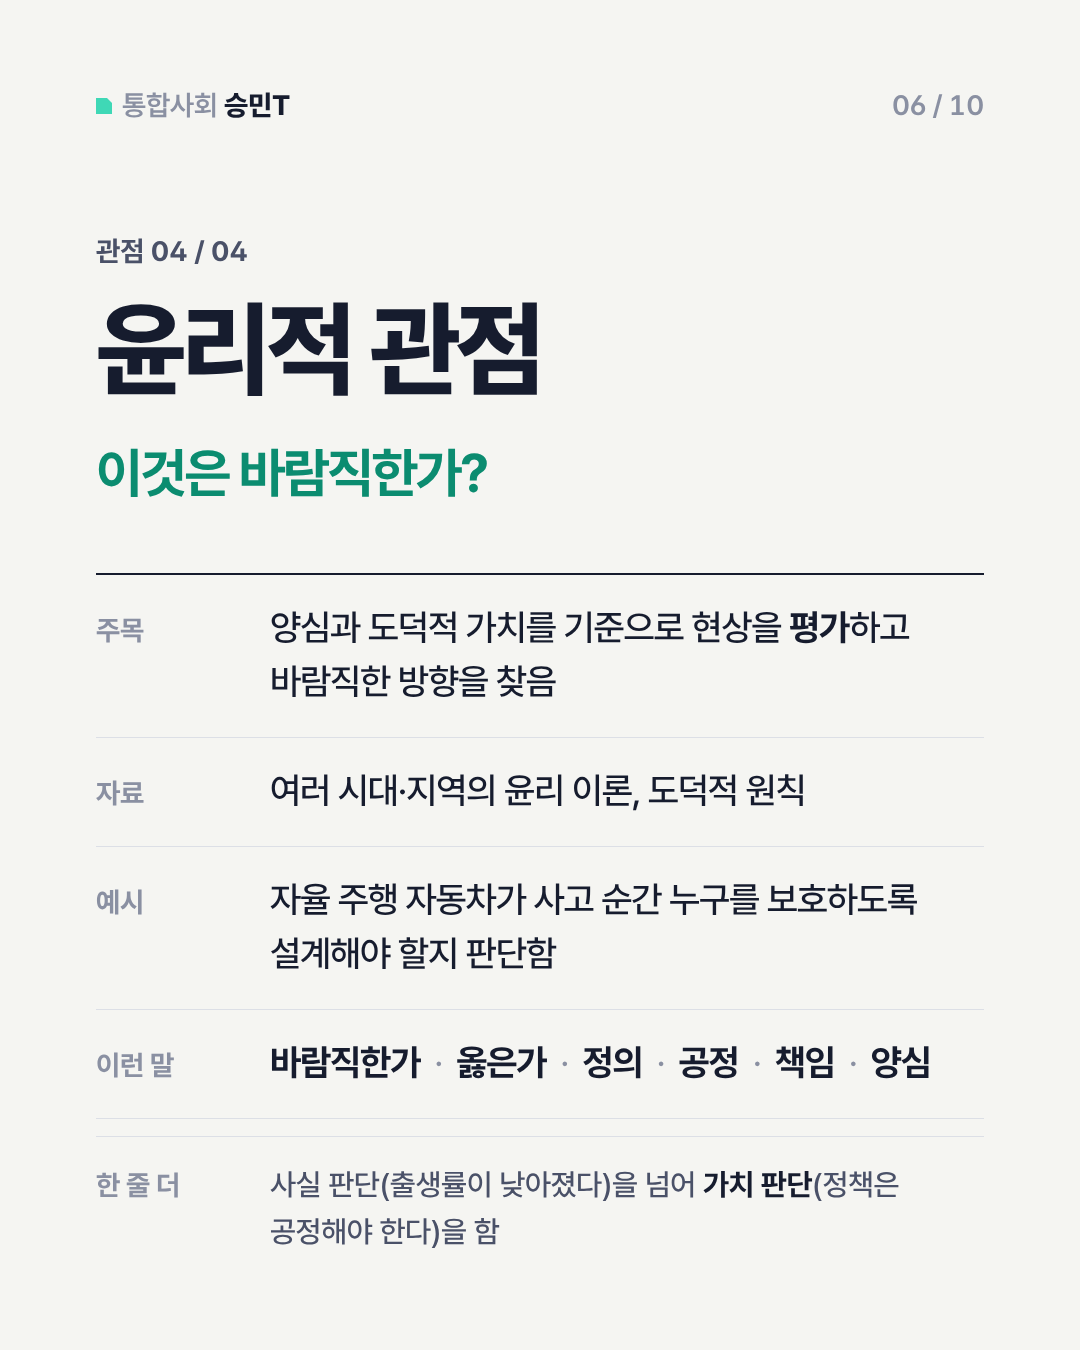 통합사회 승민T
06 / 10
관점 04 / 04
윤리적 관점
이것은 바람직한가?
주목
양심과 도덕적 가치를 기준으로 현상을 평가하고
바람직한 방향을 찾음
자료
여러 시대·지역의 윤리 이론, 도덕적 원칙
예시
자율 주행 자동차가 사고 순간 누구를 보호하도록
설계해야 할지 판단함
이런 말
바람직한가 · 옳은가 · 정의 · 공정 · 책임 · 양심
한 줄 더
사실 판단(출생률이 낮아졌다)을 넘어 가치 판단(정책은
공정해야 한다)을 함